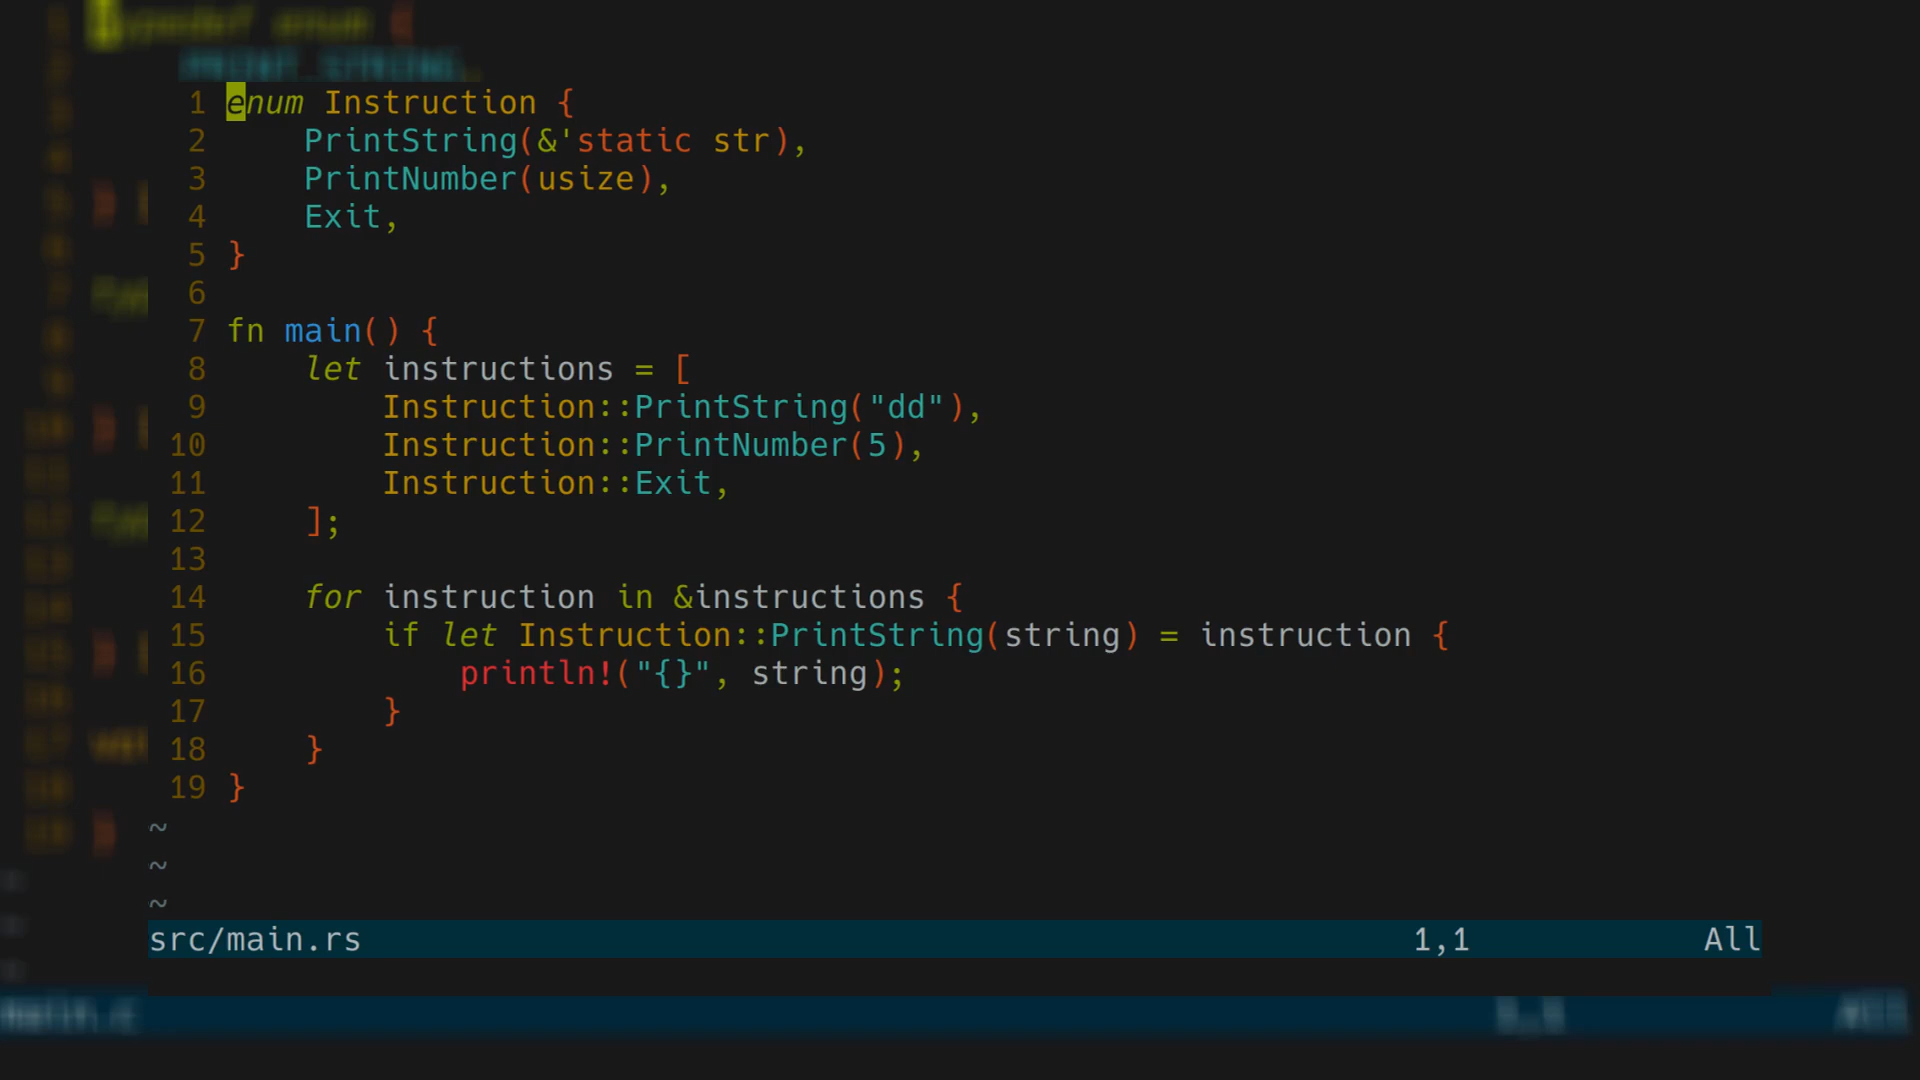 enum {
PRINT_STRING,
1 enum Instruction {
2     PrintString(&'static str),
3     PrintNumber(usize),
4     Exit,
5 }
6
7 fn main() {
8     let instructions = [
9         Instruction::PrintString("dd"),
10         Instruction::PrintNumber(5),
11         Instruction::Exit,
12     ];
13
14     for instruction in &instructions {
15         if let Instruction::PrintString(string) = instruction {
16             println!("{}", string);
17         }
18     }
19 }
~
~
~
src/main.rs 1,1 All